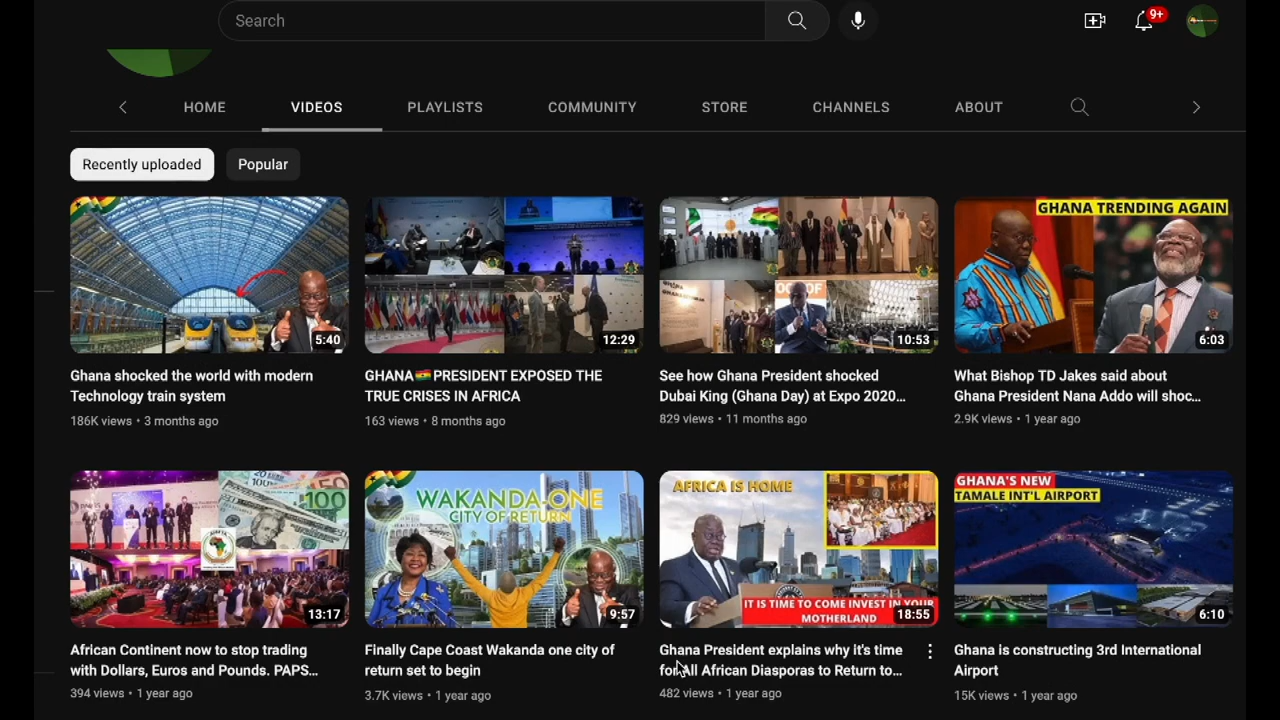 Search
9+
HOME
VIDEOS
PLAYLISTS
COMMUNITY
STORE
CHANNELS
ABOUT
Recently uploaded
Popular
5:40
Ghana shocked the world with modern
Technology train system
186K views • 3 months ago
12:29
GHANA🇬🇭PRESIDENT EXPOSED THE
TRUE CRISES IN AFRICA
163 views • 8 months ago
10:53
See how Ghana President shocked
Dubai King (Ghana Day) at Expo 2020...
829 views • 11 months ago
GHANA TRENDING AGAIN
6:03
What Bishop TD Jakes said about
Ghana President Nana Addo will shoc...
2.9K views • 1 year ago
100
13:17
African Continent now to stop trading
with Dollars, Euros and Pounds. PAPS...
394 views • 1 year ago
WAKANDA-ONE
CITY OF RETURN
9:57
Finally Cape Coast Wakanda one city of
return set to begin
3.7K views • 1 year ago
AFRICA IS HOME
IT IS TIME TO COME INVEST IN YOUR
MOTHERLAND
18:55
Ghana President explains why it's time
for All African Diasporas to Return to...
482 views • 1 year ago
GHANA'S NEW
TAMALE INT'L AIRPORT
6:10
Ghana is constructing 3rd International
Airport
15K views • 1 year ago